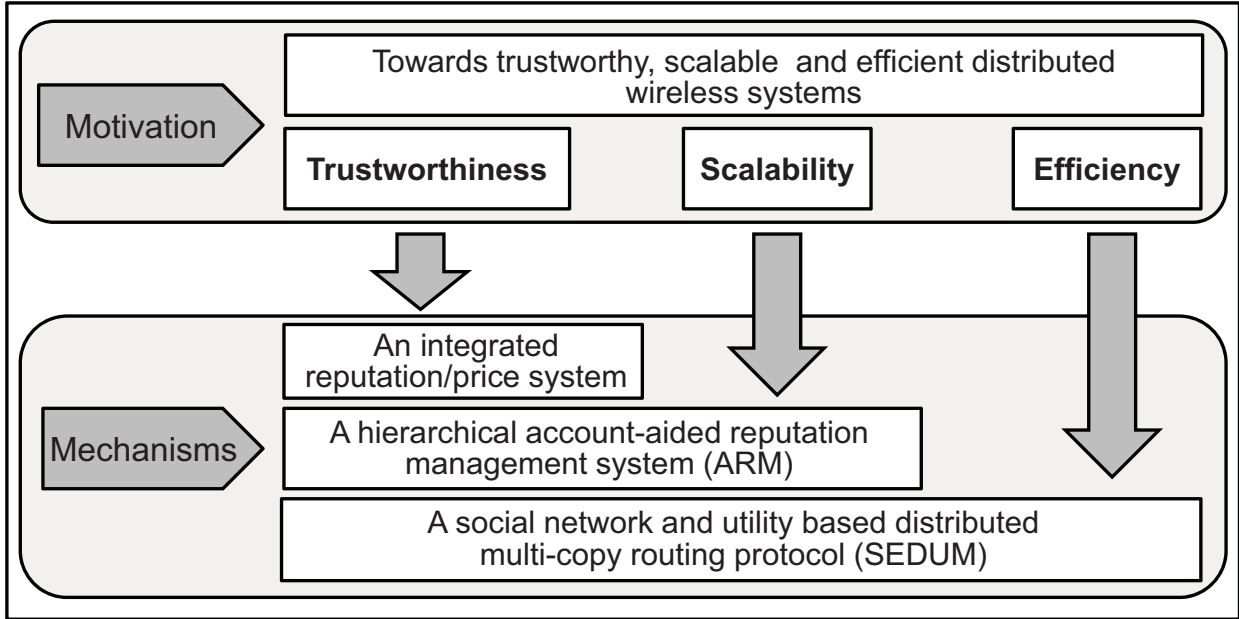 Towards trustworthy, scalable and efficient distributed
wireless systems
Motivation
Trustworthiness
Scalability
Efficiency
An integrated
reputation/price system
Mechanisms
A hierarchical account-aided reputation
management system (ARM)
A social network and utility based distributed
multi-copy routing protocol (SEDUM)